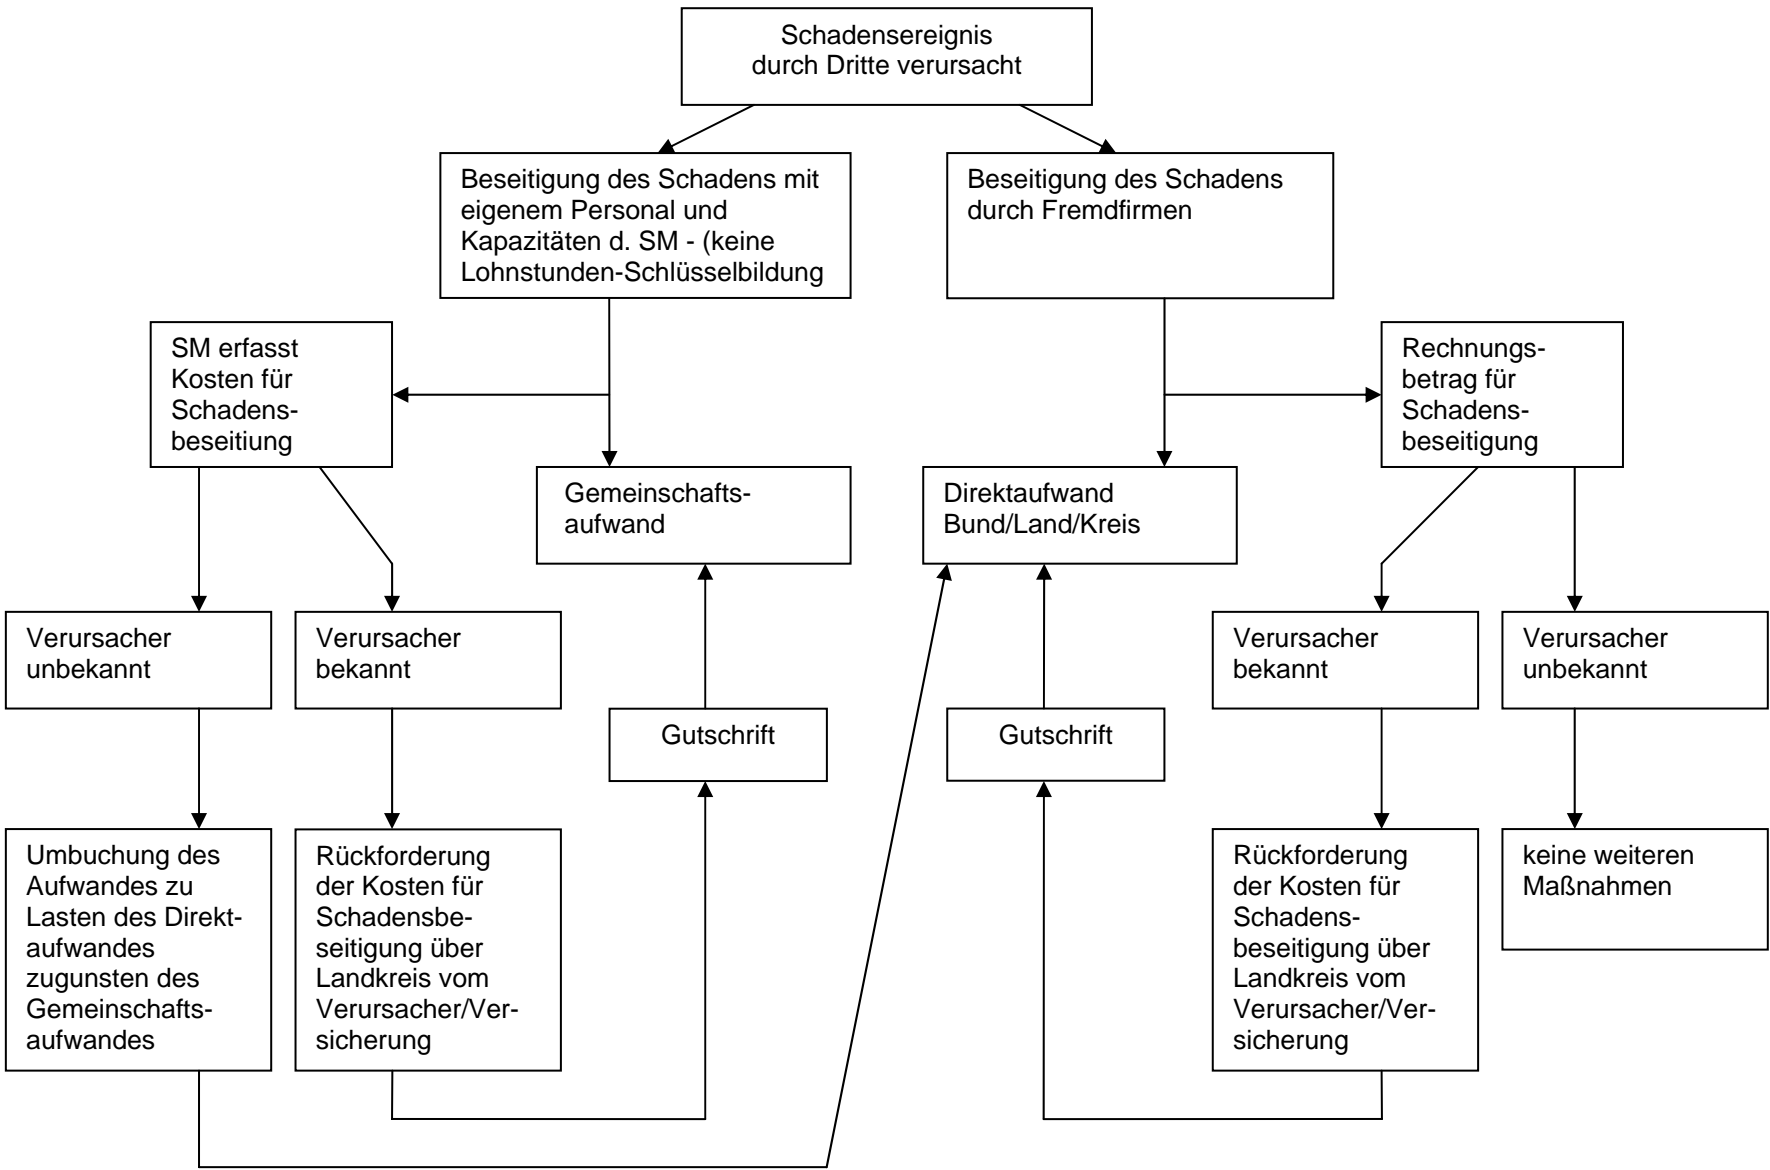 Schadensereignis
durch Dritte verursacht
Beseitigung des Schadens mit
eigenem Personal und
Kapazitäten d. SM - (keine
Lohnstunden-Schlüsselbildung
Beseitigung des Schadens
durch Fremdfirmen
SM erfasst
Kosten für
Schadens-
beseitiung
Rechnungs-
betrag für
Schadens-
beseitigung
Gemeinschafts-
aufwand
Direktaufwand
Bund/Land/Kreis
Verursacher
unbekannt
Verursacher
bekannt
Verursacher
bekannt
Verursacher
unbekannt
Gutschrift
Gutschrift
Umbuchung des
Aufwandes zu
Lasten des Direkt-
aufwandes
zugunsten des
Gemeinschafts-
aufwandes
Rückforderung
der Kosten für
Schadensbe-
seitigung über
Landkreis vom
Verursacher/Ver-
sicherung
Rückforderung
der Kosten für
Schadens-
beseitigung über
Landkreis vom
Verursacher/Ver-
sicherung
keine weiteren
Maßnahmen